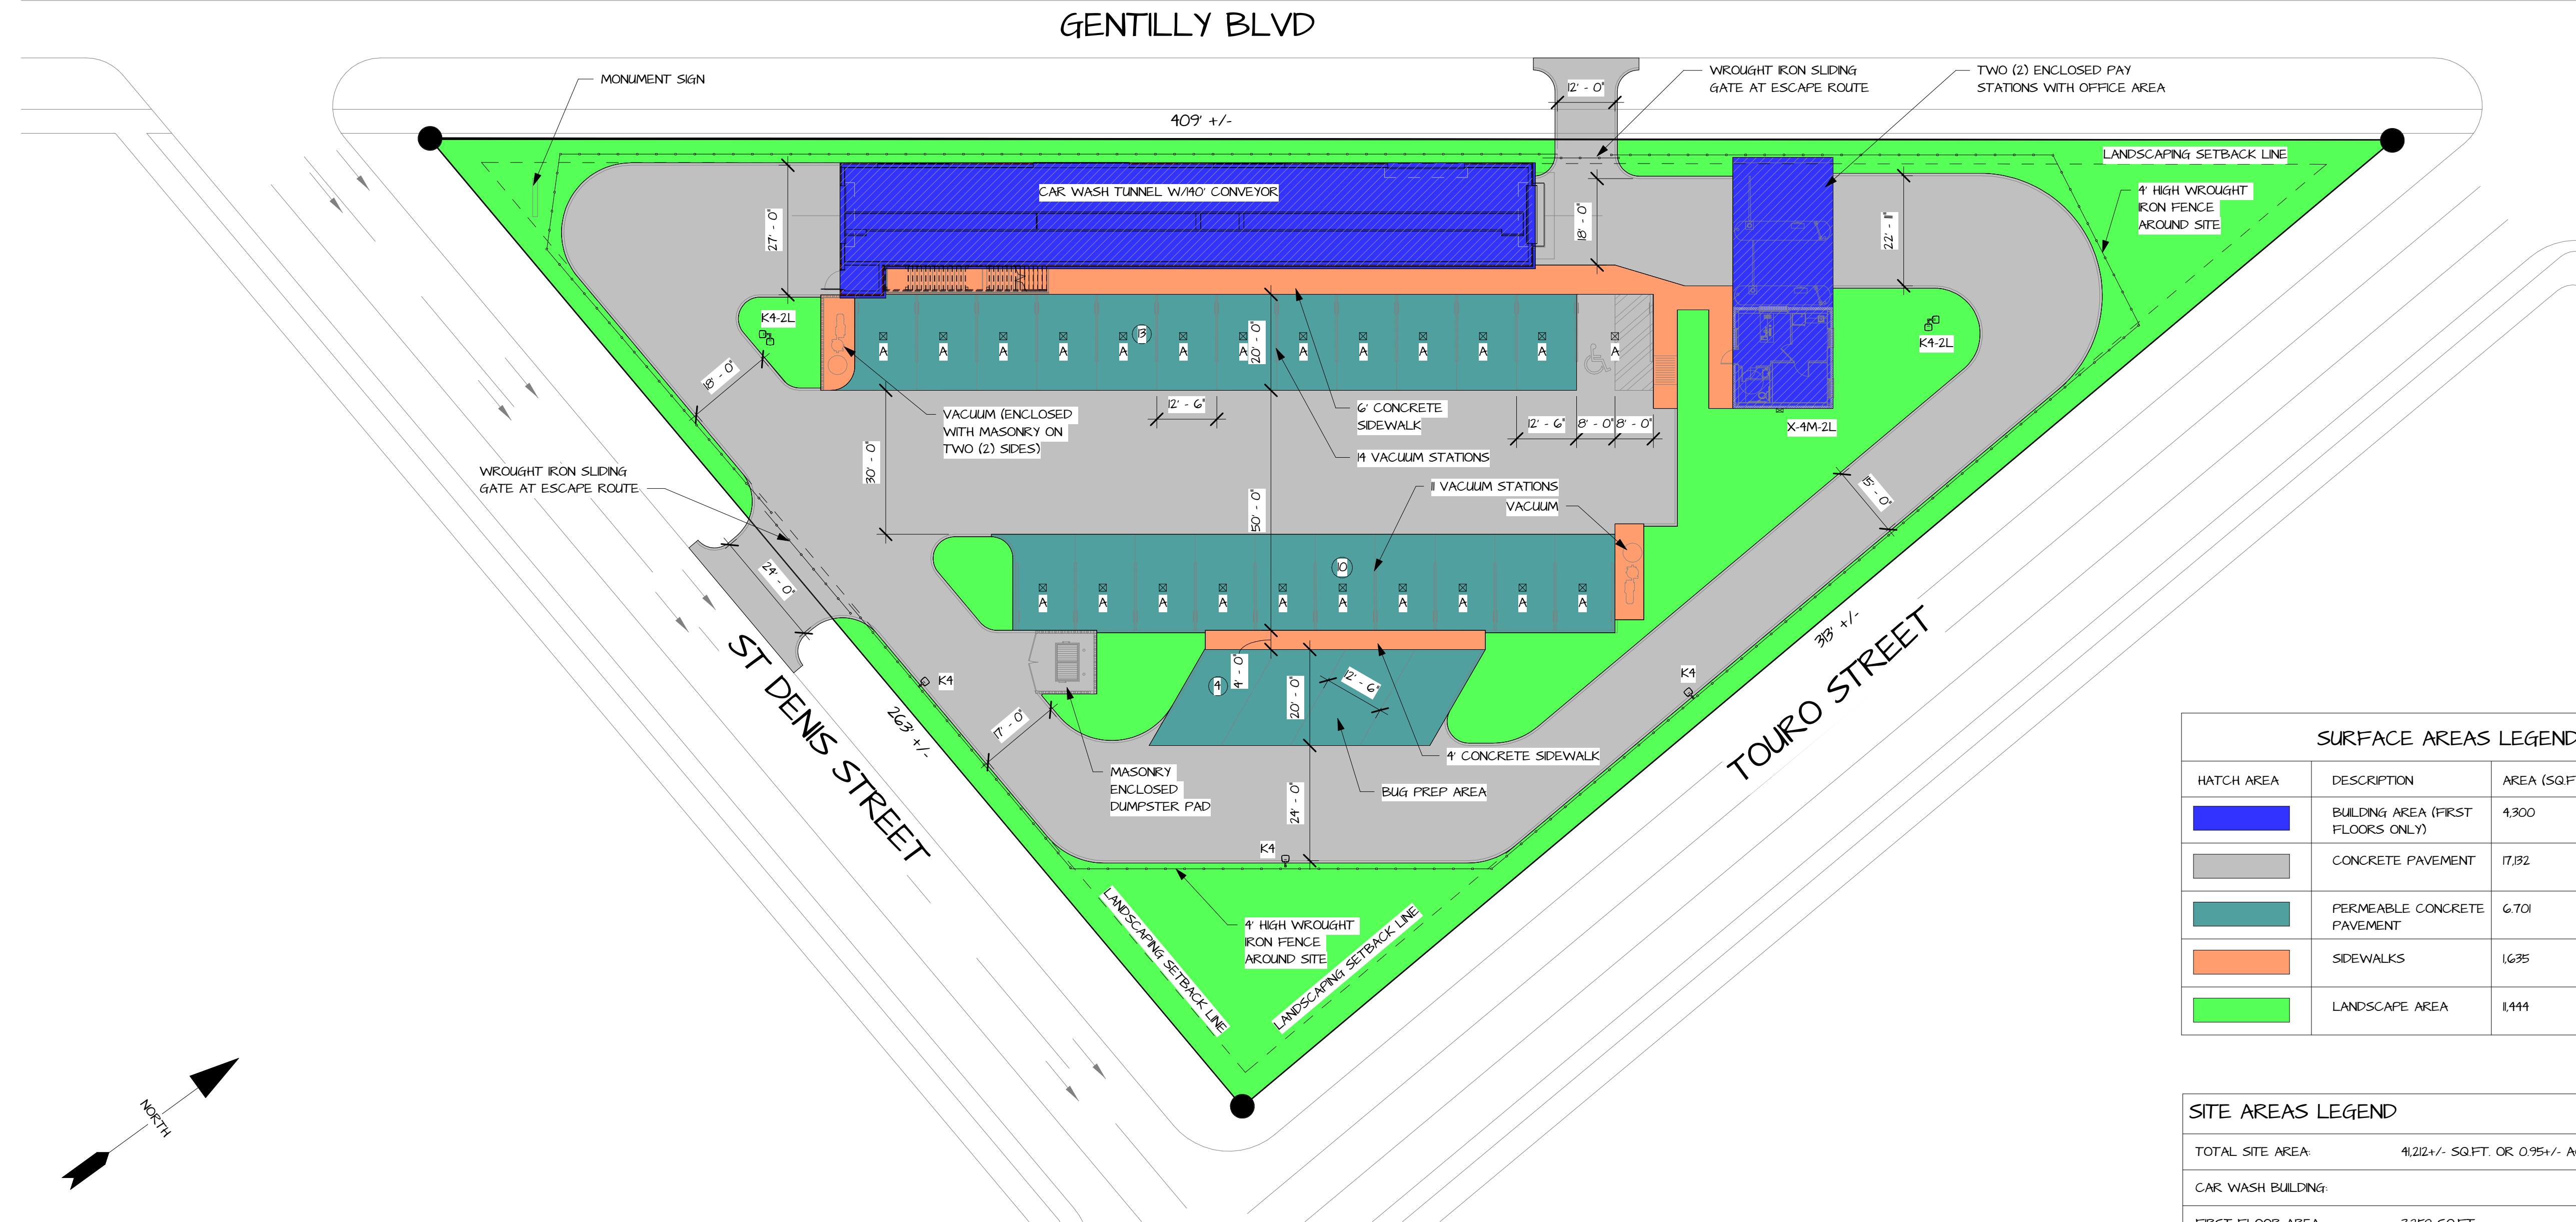 GENTILLY BLVD
MONUMENT SIGN
12' - 0"
WROUGHT IRON SLIDING
GATE AT ESCAPE ROUTE
TWO (2) ENCLOSED PAY
STATIONS WITH OFFICE AREA
409' +/-
LANDSCAPING SETBACK LINE
CAR WASH TUNNEL W/140' CONVEYOR
4' HIGH WROUGHT
IRON FENCE
AROUND SITE
27' - 0"
18' - 0"
22' - 11"
K4-2L
13
20' - 0"
K4-2L
A
A
A
A
A
A
A
A
A
A
A
A
A
18' - 0"
12' - 6"
VACUUM (ENCLOSED
WITH MASONRY ON
TWO (2) SIDES)
6' CONCRETE
SIDEWALK
12' - 6"
8' - 0"
8' - 0"
X-4M-2L
14 VACUUM STATIONS
30' - 0"
WROUGHT IRON SLIDING
GATE AT ESCAPE ROUTE
11 VACUUM STATIONS
VACUUM
50' - 0"
15' - 0"
24' - 0"
10
A
A
A
A
A
A
A
A
A
A
ST DENIS STREET
263' +/-
TOURO STREET
313' +/-
K4
K4
4
4' - 0"
20' - 0"
12' - 6"
17' - 0"
4' CONCRETE SIDEWALK
MASONRY
ENCLOSED
DUMPSTER PAD
BUG PREP AREA
24' - 0"
K4
4' HIGH WROUGHT
IRON FENCE
AROUND SITE
LANDSCAPING SETBACK LINE
LANDSCAPING SETBACK LINE
NORTH
SURFACE AREAS LEGEND
HATCH AREA DESCRIPTION AREA (SQ.F
BUILDING AREA (FIRST
FLOORS ONLY)
4,300
CONCRETE PAVEMENT 17,132
PERMEABLE CONCRETE
PAVEMENT
6.701
SIDEWALKS 1,635
LANDSCAPE AREA 11,444
SITE AREAS LEGEND
TOTAL SITE AREA: 41,212+/- SQ.FT. OR 0.95+/- A
CAR WASH BUILDING: